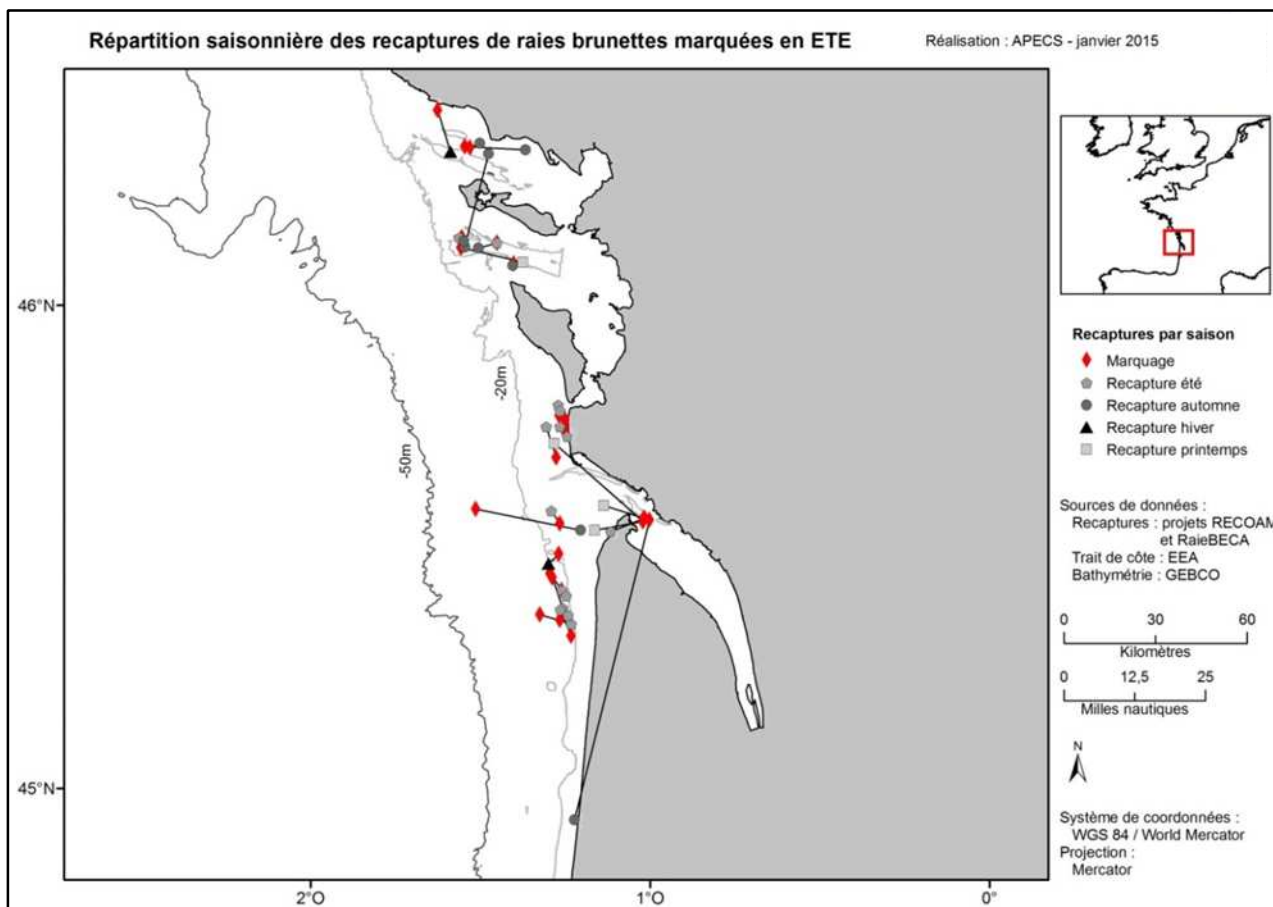 Répartition saisonnière des recaptures de raies brunettes marquées en ETE
Réalisation : APECS - janvier 2015
46°N
-20m
-50m
45°N
2°O
1°O
0°
Recaptures par saison
Marquage
Recapture été
Recapture automne
Recapture hiver
Recapture printemps
Sources de données :
Recaptures : projets RECOAM
et RaieBECA
Trait de côte : EEA
Bathymétrie : GEBCO
0 30 60
Kilomètres
0 12,5 25
Milles nautiques
N
Système de coordonnées :
WGS 84 / World Mercator
Projection :
Mercator